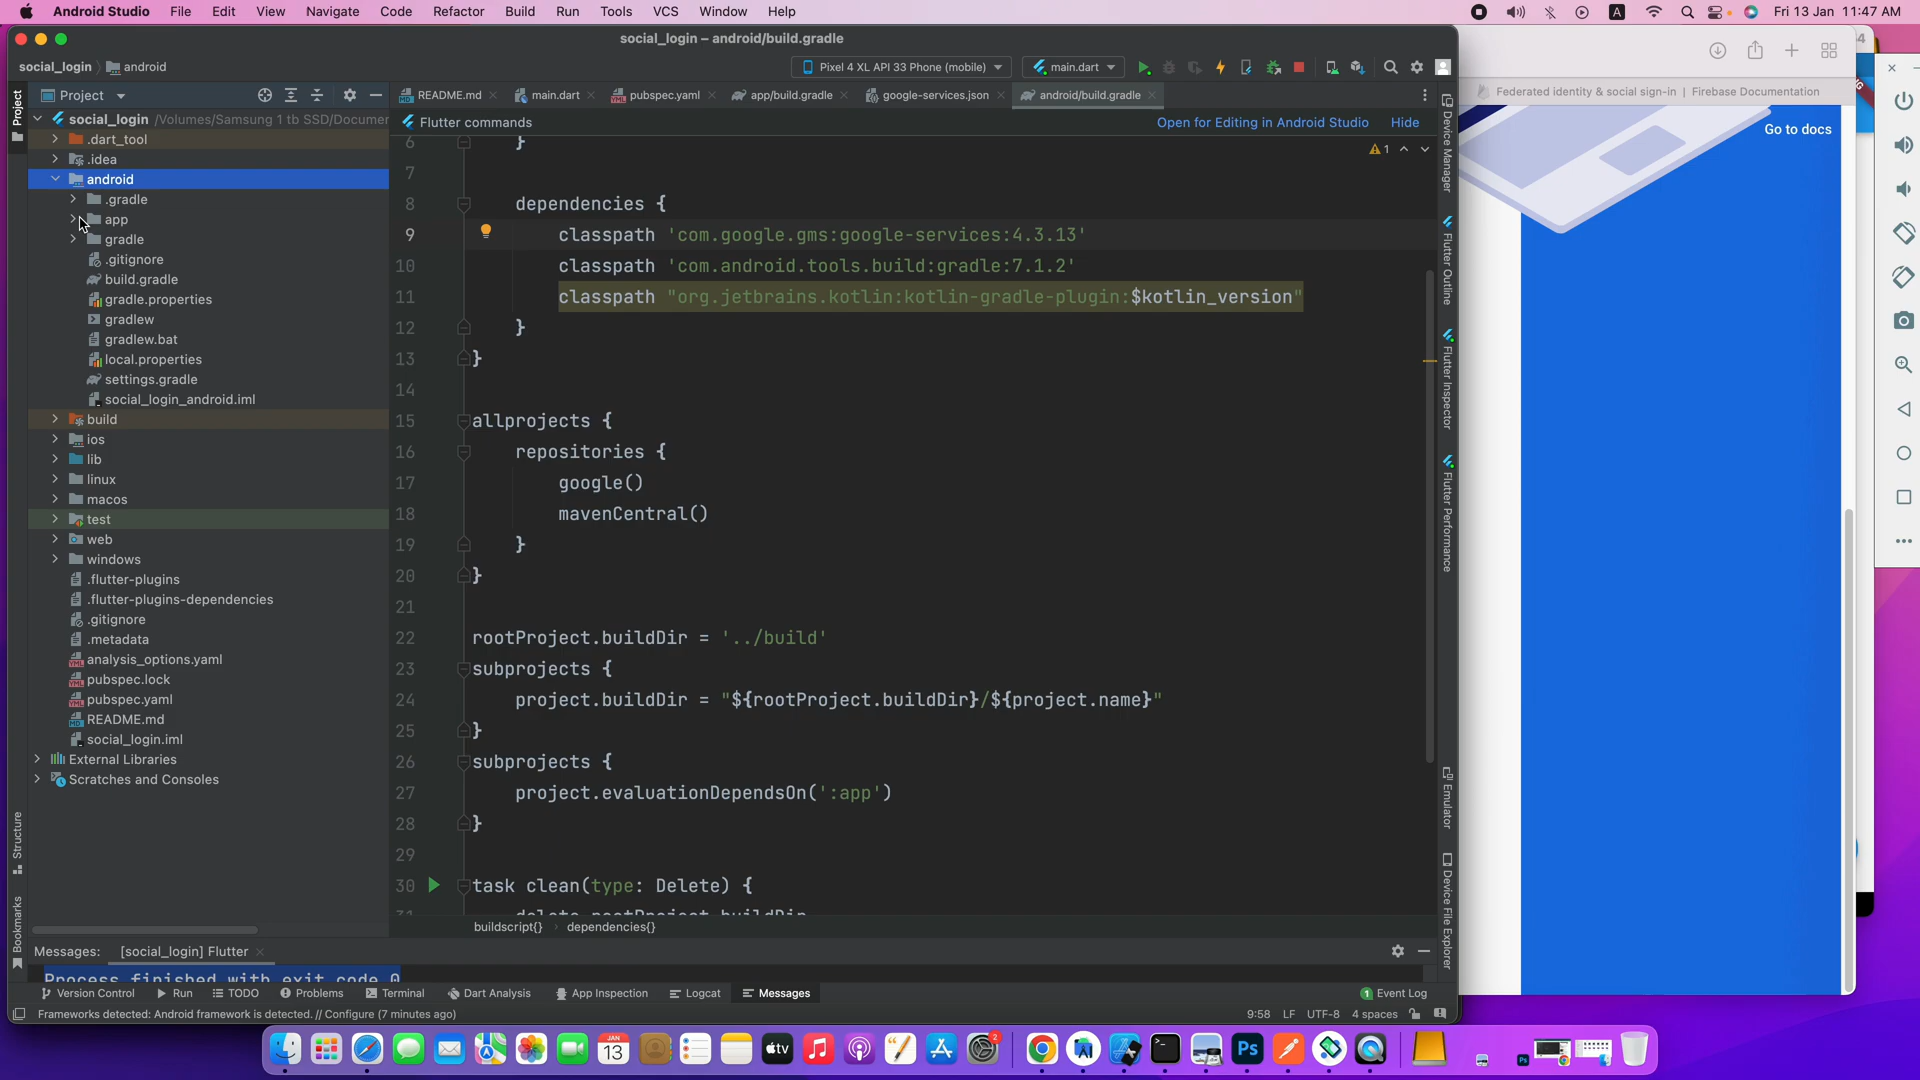 Android Studio File Edit View Navigate Code Refactor Build Run Tools VCS Window Help
A Fri 13 Jan 11:47 AM
social_login – android/build.gradle
social_login android
Pixel 4 XL API 33 Phone (mobile) main.dart
Project
README.md main.dart pubspec.yaml app/build.gradle google-services.json android/build.gradle
Federated identity & social sign-in | Firebase Documentation
Go to docs
Flutter commands
Open for Editing in Android Studio Hide
1
Project
social_login /Volumes/Samsung 1 tb SSD/Documen
.dart_tool
.idea
android
.gradle
app
gradle
.gitignore
build.gradle
gradle.properties
gradlew
gradlew.bat
local.properties
settings.gradle
social_login_android.iml
build
ios
lib
linux
macos
test
web
windows
.flutter-plugins
.flutter-plugins-dependencies
.gitignore
.metadata
analysis_options.yaml
pubspec.lock
pubspec.yaml
README.md
social_login.iml
External Libraries
Scratches and Consoles
Structure
Bookmarks
6 }
7
8 dependencies {
9 classpath 'com.google.gms:google-services:4.3.13'
10 classpath 'com.android.tools.build:gradle:7.1.2'
11 classpath "org.jetbrains.kotlin:kotlin-gradle-plugin:$kotlin_version"
12 }
13 }
14
15 allprojects {
16 repositories {
17 google()
18 mavenCentral()
19 }
20 }
21
22 rootProject.buildDir = '../build'
23 subprojects {
24 project.buildDir = "${rootProject.buildDir}/${project.name}"
25 }
26 subprojects {
27 project.evaluationDependsOn(':app')
28 }
29
30 task clean(type: Delete) {
31 delete rootProject.buildDir
buildscript{} dependencies{}
Device Manager
Flutter Outline
Flutter Inspector
Flutter Performance
Emulator
Device File Explorer
Messages: [social_login] Flutter
Process finished with exit code 0
Version Control Run TODO Problems Terminal Dart Analysis App Inspection Logcat Messages
1 Event Log
Frameworks detected: Android framework is detected. // Configure (7 minutes ago)
9:58 LF UTF-8 4 spaces
JAN
13
tv
2
Ps